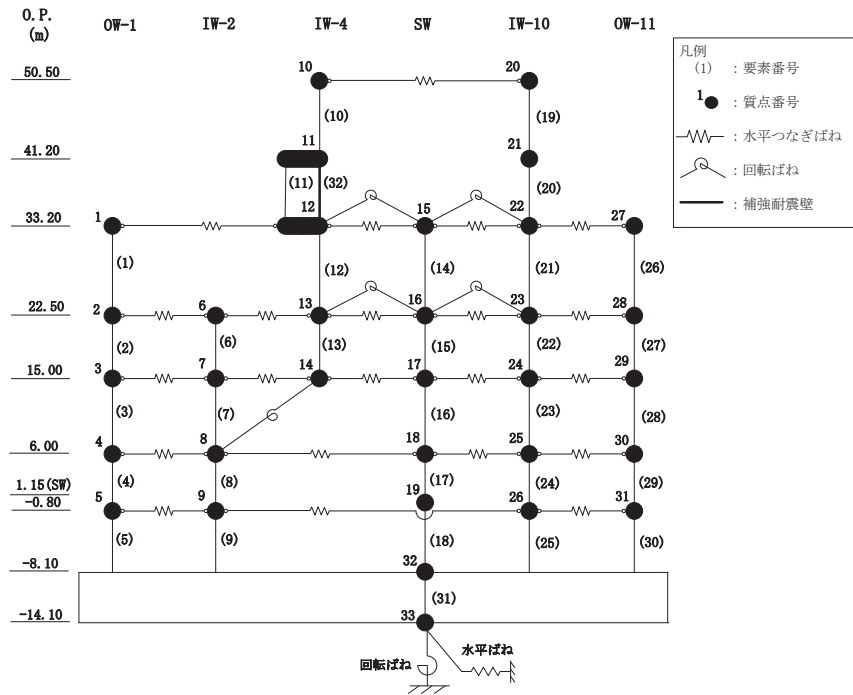 O.P.
(m)
OW-1 IW-2 IW-4 SW IW-10 OW-11
凡例
(1) : 要素番号
1 : 質点番号
: 水平つなぎばね
: 回転ばね
: 補強耐震壁
50.50 10 20
(10) (19)
41.20 11 21
(11) (32) (20)
33.20 1 12 15 22 27
(1) (12) (14) (21) (26)
22.50 2 6 13 16 23 28
(2) (6) (13) (15) (22) (27)
15.00 3 7 14 17 24 29
(3) (7) (16) (23) (28)
6.00 4 8 18 25 30
(4) (8) (17) (24) (29)
1.15(SW) 19
-0.80 5 9 26 31
(5) (9) (18) (25) (30)
-8.10 32
(31)
-14.10 33
水平ばね
回転ばね